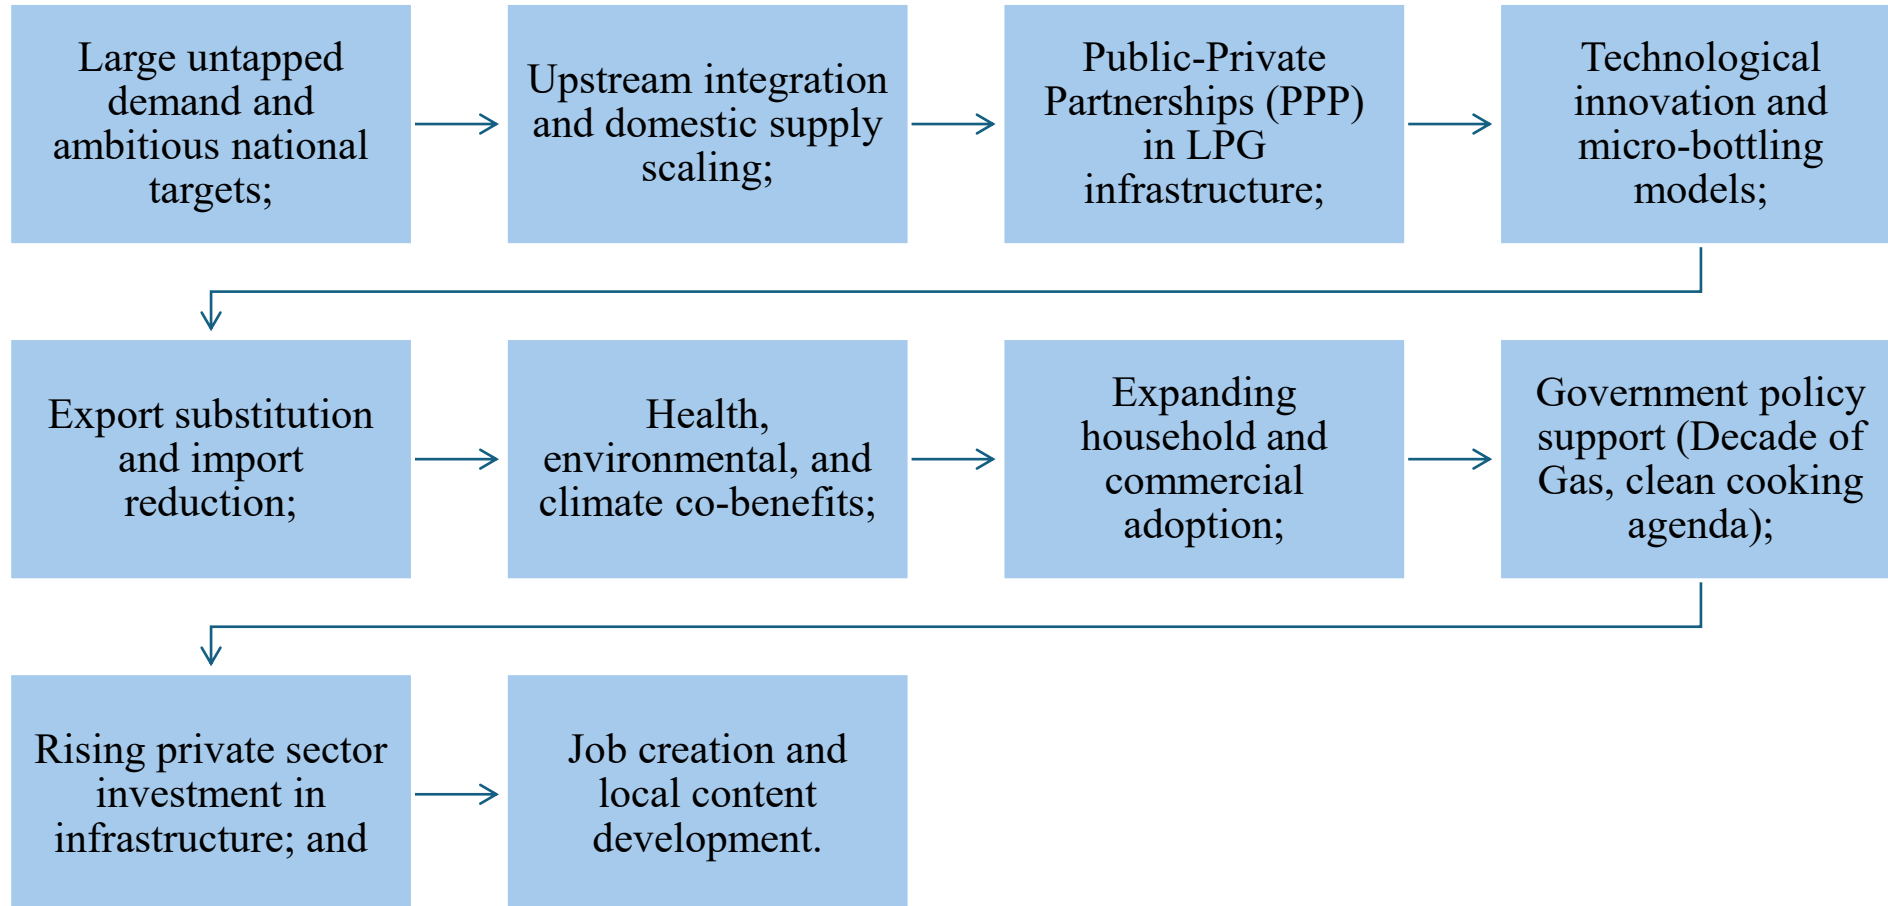 Large untapped
demand and
ambitious national
targets;
Upstream integration
and domestic supply
scaling;
Public-Private
Partnerships (PPP)
in LPG
infrastructure;
Technological
innovation and
micro-bottling
models;
Export substitution
and import
reduction;
Health,
environmental, and
climate co-benefits;
Expanding
household and
commercial
adoption;
Government policy
support (Decade of
Gas, clean cooking
agenda);
Rising private sector
investment in
infrastructure; and
Job creation and
local content
development.